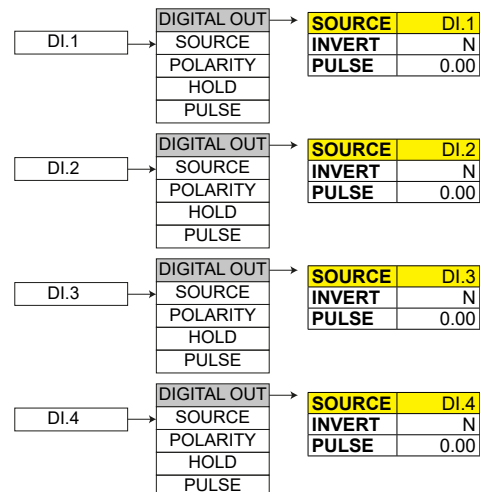 DIGITAL OUT
DI.1
SOURCE
POLARITY
HOLD
PULSE
SOURCE DI.1
INVERT N
PULSE 0.00
DIGITAL OUT
DI.2
SOURCE
POLARITY
HOLD
PULSE
SOURCE DI.2
INVERT N
PULSE 0.00
DIGITAL OUT
DI.3
SOURCE
POLARITY
HOLD
PULSE
SOURCE DI.3
INVERT N
PULSE 0.00
DIGITAL OUT
DI.4
SOURCE
POLARITY
HOLD
PULSE
SOURCE DI.4
INVERT N
PULSE 0.00